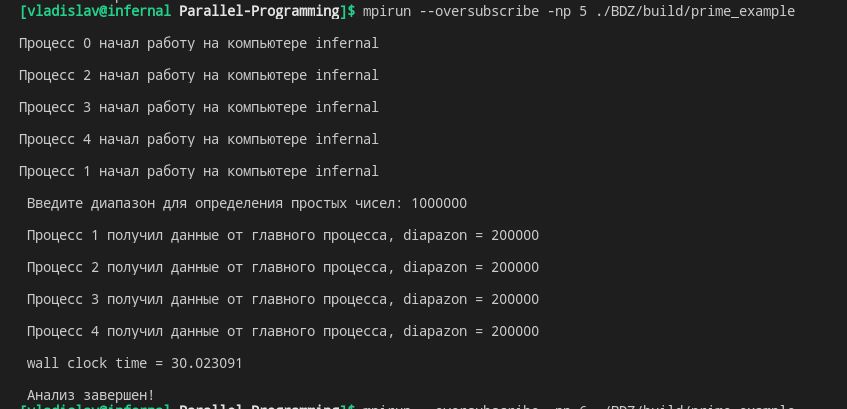 [vladislav@infernal Parallel-Programming]$ mpirun --oversubscribe -np 5 ./BDZ/build/prime_example
Процесс 0 начал работу на компьютере infernal
Процесс 2 начал работу на компьютере infernal
Процесс 3 начал работу на компьютере infernal
Процесс 4 начал работу на компьютере infernal
Процесс 1 начал работу на компьютере infernal
Введите диапазон для определения простых чисел: 1000000
Процесс 1 получил данные от главного процесса, diapazon = 200000
Процесс 2 получил данные от главного процесса, diapazon = 200000
Процесс 3 получил данные от главного процесса, diapazon = 200000
Процесс 4 получил данные от главного процесса, diapazon = 200000
wall clock time = 30.023091
Анализ завершен!
[vladislav@infernal Parallel-Programming]$ mpirun --oversubscribe -np 6 ./BDZ/build/prime_example